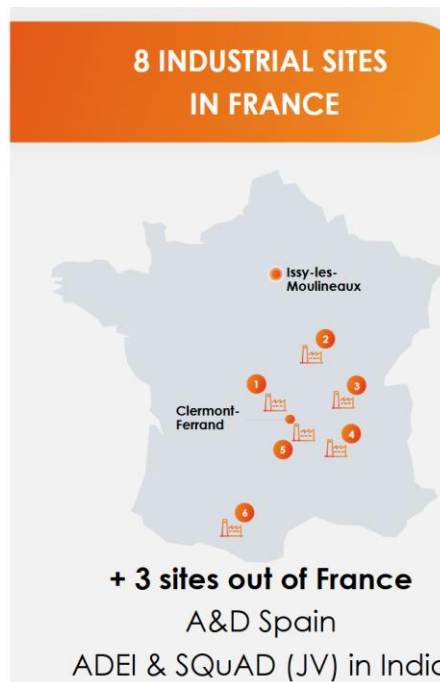 8 INDUSTRIAL SITES
IN FRANCE
Issy-les-
Moulineaux
2
1
3
Clermont-
Ferrand
4
5
6
+ 3 sites out of France
A&D Spain
ADEI & SQuAD (JV) in Indi